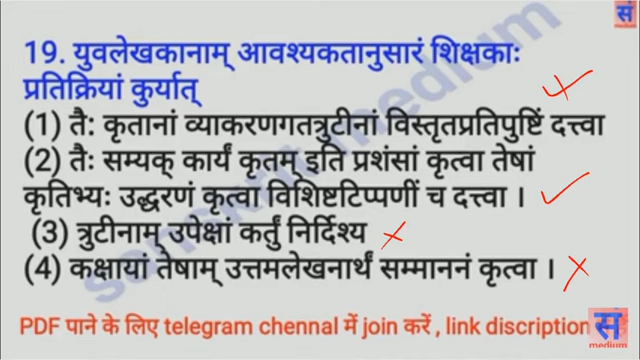 सं
19. युवलेखकानाम् आवश्यकतानुसारं शिक्षकाः
प्रतिक्रियां कुर्यात्
(1) तै: कृतानां व्याकरणगतत्रुटीनां विस्तृतप्रतिपुष्टिं दत्त्वा
(2) तैः सम्यक् कार्यं कृतम् इति प्रशंसां कृत्वा तेषां
कृतिभ्यः उद्धरणं कृत्वा विशिष्टटिप्पणीं च दत्त्वा ।
(3) त्रुटीनाम् उपेक्षां कर्तुं निर्दिश्य
(4) कक्षायां तेषाम् उत्तमलेखनार्थं सम्माननं कृत्वा ।
PDF पाने के लिए telegram chennal में join करें , link discription
सं
medium
sanskrit medium